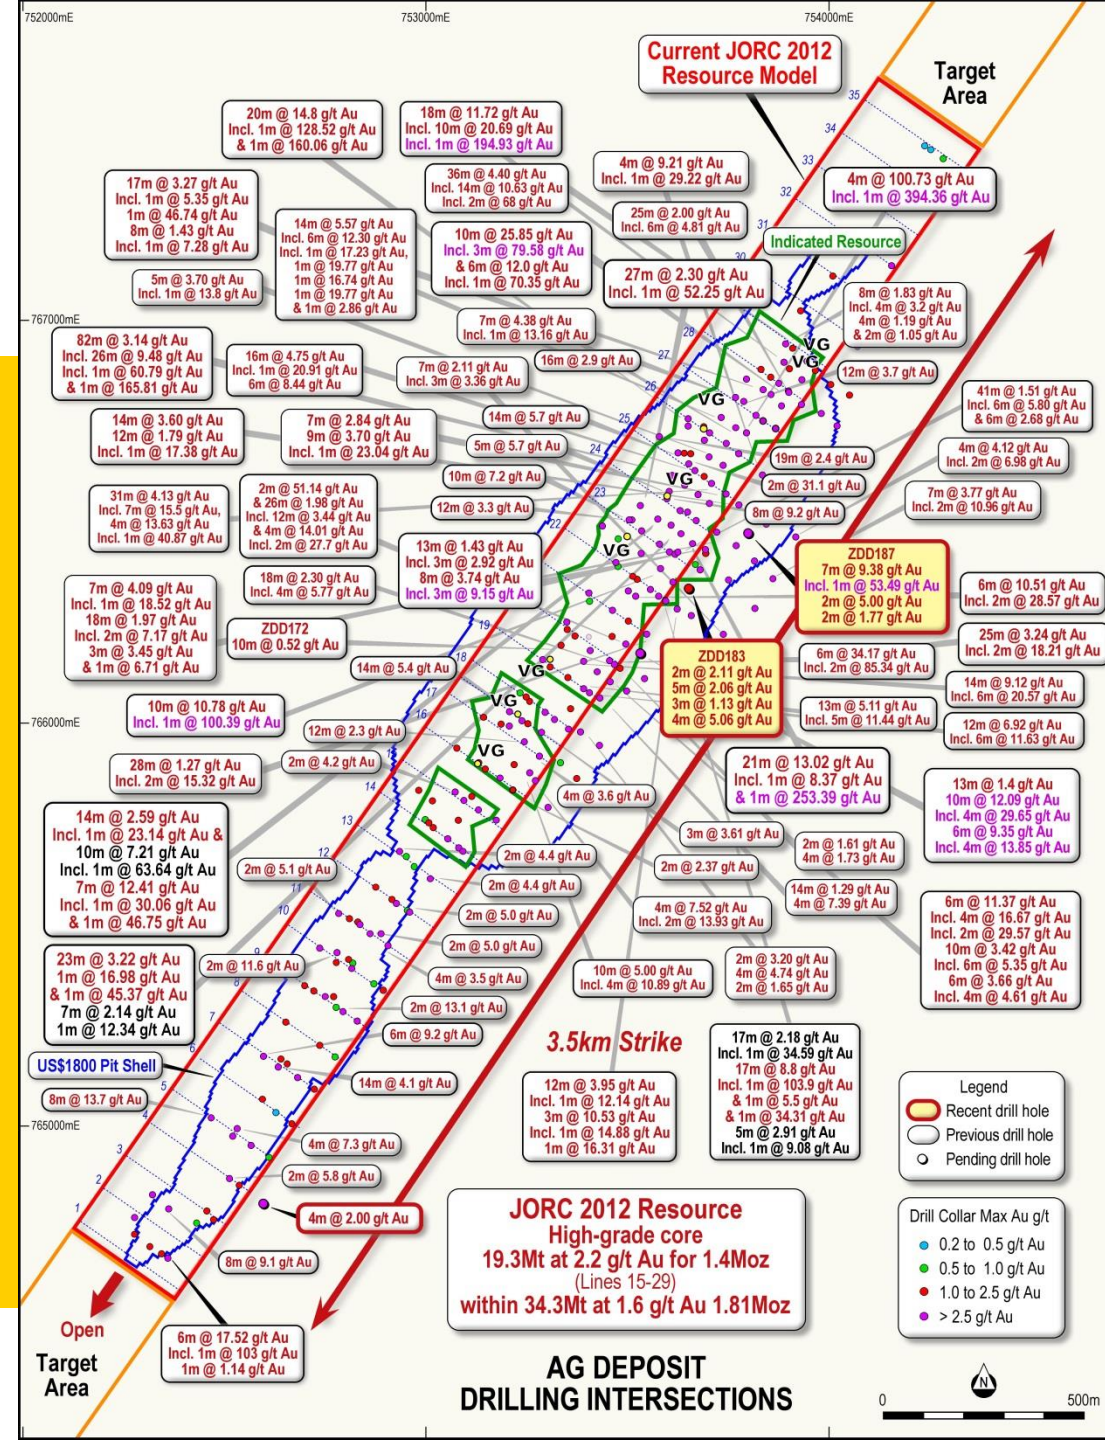 752000mE
753000mE
754000mE
Current JORC 2012
Resource Model
Target
Area
35
34
33
32
31
30
20m @ 14.8 g/t Au
Incl. 1m @ 128.52 g/t Au
& 1m @ 160.06 g/t Au
18m @ 11.72 g/t Au
Incl. 10m @ 20.69 g/t Au
Incl. 1m @ 194.93 g/t Au
4m @ 9.21 g/t Au
Incl. 1m @ 29.22 g/t Au
4m @ 100.73 g/t Au
Incl. 1m @ 394.36 g/t Au
17m @ 3.27 g/t Au
Incl. 1m @ 5.35 g/t Au
1m @ 46.74 g/t Au
8m @ 1.43 g/t Au
Incl. 1m @ 7.28 g/t Au
36m @ 4.40 g/t Au
Incl. 14m @ 10.63 g/t Au
Incl. 2m @ 68 g/t Au
25m @ 2.00 g/t Au
Incl. 6m @ 4.81 g/t Au
14m @ 5.57 g/t Au
Incl. 6m @ 12.30 g/t Au
Incl. 1m @ 17.23 g/t Au,
1m @ 19.77 g/t Au
1m @ 16.74 g/t Au
1m @ 19.77 g/t Au
& 1m @ 2.86 g/t Au
10m @ 25.85 g/t Au
Incl. 3m @ 79.58 g/t Au
& 6m @ 12.0 g/t Au
Incl. 1m @ 70.35 g/t Au
Indicated Resource
5m @ 3.70 g/t Au
Incl. 1m @ 13.8 g/t Au
27m @ 2.30 g/t Au
Incl. 1m @ 52.25 g/t Au
8m @ 1.83 g/t Au
Incl. 4m @ 3.2 g/t Au
4m @ 1.19 g/t Au
& 2m @ 1.05 g/t Au
767000mE
7m @ 4.38 g/t Au
Incl. 1m @ 13.16 g/t Au
28
27
26
25
24
23
22
82m @ 3.14 g/t Au
Incl. 26m @ 9.48 g/t Au
Incl. 1m @ 60.79 g/t Au
& 1m @ 165.81 g/t Au
16m @ 4.75 g/t Au
Incl. 1m @ 20.91 g/t Au
6m @ 8.44 g/t Au
7m @ 2.11 g/t Au
Incl. 3m @ 3.36 g/t Au
16m @ 2.9 g/t Au
VG
VG
VG
12m @ 3.7 g/t Au
41m @ 1.51 g/t Au
Incl. 6m @ 5.80 g/t Au
& 6m @ 2.68 g/t Au
14m @ 3.60 g/t Au
12m @ 1.79 g/t Au
Incl. 1m @ 17.38 g/t Au
7m @ 2.84 g/t Au
9m @ 3.70 g/t Au
Incl. 1m @ 23.04 g/t Au
14m @ 5.7 g/t Au
5m @ 5.7 g/t Au
10m @ 7.2 g/t Au
12m @ 3.3 g/t Au
19m @ 2.4 g/t Au
4m @ 4.12 g/t Au
Incl. 2m @ 6.98 g/t Au
VG
2m @ 31.1 g/t Au
7m @ 3.77 g/t Au
Incl. 2m @ 10.96 g/t Au
8m @ 9.2 g/t Au
31m @ 4.13 g/t Au
Incl. 7m @ 15.5 g/t Au,
4m @ 13.63 g/t Au
Incl. 1m @ 40.87 g/t Au
2m @ 51.14 g/t Au
& 26m @ 1.98 g/t Au
Incl. 12m @ 3.44 g/t Au
& 4m @ 14.01 g/t Au
Incl. 2m @ 27.7 g/t Au
13m @ 1.43 g/t Au
Incl. 3m @ 2.92 g/t Au
8m @ 3.74 g/t Au
Incl. 3m @ 9.15 g/t Au
VG
ZDD187
7m @ 9.38 g/t Au
Incl. 1m @ 53.49 g/t Au
2m @ 5.00 g/t Au
2m @ 1.77 g/t Au
18m @ 2.30 g/t Au
Incl. 4m @ 5.77 g/t Au
7m @ 4.09 g/t Au
Incl. 1m @ 18.52 g/t Au
18m @ 1.97 g/t Au
Incl. 2m @ 7.17 g/t Au
3m @ 3.45 g/t Au
& 1m @ 6.71 g/t Au
6m @ 10.51 g/t Au
Incl. 2m @ 28.57 g/t Au
ZDD172
10m @ 0.52 g/t Au
19
18
17
16
14
13
12
11
10
9
8
7
6
5
4
3
2
1
25m @ 3.24 g/t Au
Incl. 2m @ 18.21 g/t Au
ZDD183
2m @ 2.11 g/t Au
5m @ 2.06 g/t Au
3m @ 1.13 g/t Au
4m @ 5.06 g/t Au
6m @ 34.17 g/t Au
Incl. 2m @ 85.34 g/t Au
14m @ 5.4 g/t Au
VG
14m @ 9.12 g/t Au
Incl. 6m @ 20.57 g/t Au
10m @ 10.78 g/t Au
Incl. 1m @ 100.39 g/t Au
VG
13m @ 5.11 g/t Au
Incl. 5m @ 11.44 g/t Au
12m @ 6.92 g/t Au
Incl. 6m @ 11.63 g/t Au
766000mE
12m @ 2.3 g/t Au
VG
28m @ 1.27 g/t Au
Incl. 2m @ 15.32 g/t Au
2m @ 4.2 g/t Au
21m @ 13.02 g/t Au
Incl. 1m @ 8.37 g/t Au
& 1m @ 253.39 g/t Au
4m @ 3.6 g/t Au
13m @ 1.4 g/t Au
10m @ 12.09 g/t Au
Incl. 4m @ 29.65 g/t Au
6m @ 9.35 g/t Au
Incl. 4m @ 13.85 g/t Au
14m @ 2.59 g/t Au
Incl. 1m @ 23.14 g/t Au &
10m @ 7.21 g/t Au
Incl. 1m @ 63.64 g/t Au
7m @ 12.41 g/t Au
Incl. 1m @ 30.06 g/t Au
& 1m @ 46.75 g/t Au
3m @ 3.61 g/t Au
2m @ 1.61 g/t Au
4m @ 1.73 g/t Au
2m @ 5.1 g/t Au
2m @ 4.4 g/t Au
2m @ 2.37 g/t Au
2m @ 4.4 g/t Au
14m @ 1.29 g/t Au
4m @ 7.39 g/t Au
2m @ 5.0 g/t Au
4m @ 7.52 g/t Au
Incl. 2m @ 13.93 g/t Au
6m @ 11.37 g/t Au
Incl. 4m @ 16.67 g/t Au
Incl. 2m @ 29.57 g/t Au
10m @ 3.42 g/t Au
Incl. 6m @ 5.35 g/t Au
6m @ 3.66 g/t Au
Incl. 4m @ 4.61 g/t Au
2m @ 5.0 g/t Au
23m @ 3.22 g/t Au
1m @ 16.98 g/t Au
& 1m @ 45.37 g/t Au
7m @ 2.14 g/t Au
1m @ 12.34 g/t Au
2m @ 11.6 g/t Au
4m @ 3.5 g/t Au
10m @ 5.00 g/t Au
Incl. 4m @ 10.89 g/t Au
2m @ 3.20 g/t Au
4m @ 4.74 g/t Au
2m @ 1.65 g/t Au
2m @ 13.1 g/t Au
6m @ 9.2 g/t Au
3.5km Strike
17m @ 2.18 g/t Au
Incl. 1m @ 34.59 g/t Au
17m @ 8.8 g/t Au
Incl. 1m @ 103.9 g/t Au
& 1m @ 5.5 g/t Au
& 1m @ 34.31 g/t Au
5m @ 2.91 g/t Au
Incl. 1m @ 9.08 g/t Au
US$1800 Pit Shell
14m @ 4.1 g/t Au
8m @ 13.7 g/t Au
12m @ 3.95 g/t Au
Incl. 1m @ 12.14 g/t Au
3m @ 10.53 g/t Au
Incl. 1m @ 14.88 g/t Au
1m @ 16.31 g/t Au
Legend
Recent drill hole
Previous drill hole
Pending drill hole
765000mE
4m @ 7.3 g/t Au
2m @ 5.8 g/t Au
4m @ 2.00 g/t Au
JORC 2012 Resource
High-grade core
19.3Mt at 2.2 g/t Au for 1.4Moz
(Lines 15-29)
within 34.3Mt at 1.6 g/t Au 1.81Moz
Drill Collar Max Au g/t
0.2 to 0.5 g/t Au
0.5 to 1.0 g/t Au
1.0 to 2.5 g/t Au
> 2.5 g/t Au
8m @ 9.1 g/t Au
Open
6m @ 17.52 g/t Au
Incl. 1m @ 103 g/t Au
1m @ 1.14 g/t Au
Target
Area
AG DEPOSIT
DRILLING INTERSECTIONS
N
0
500m